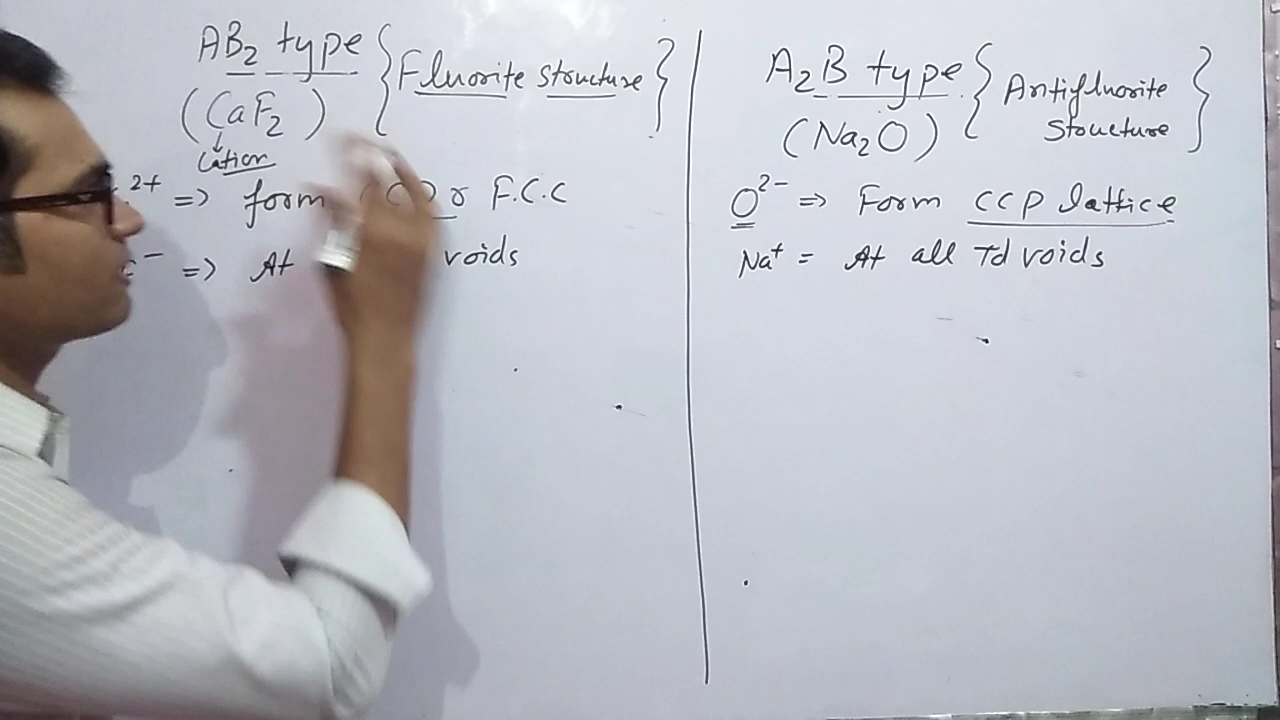 AB2 type { Fluorite structure }
(CaF2)
Cation
2+ => form or F.C.C
- => At voids
A2B type { Antifluorite
structure }
(Na2O)
O2- => Form CCP lattice
Na+ = At all Td voids